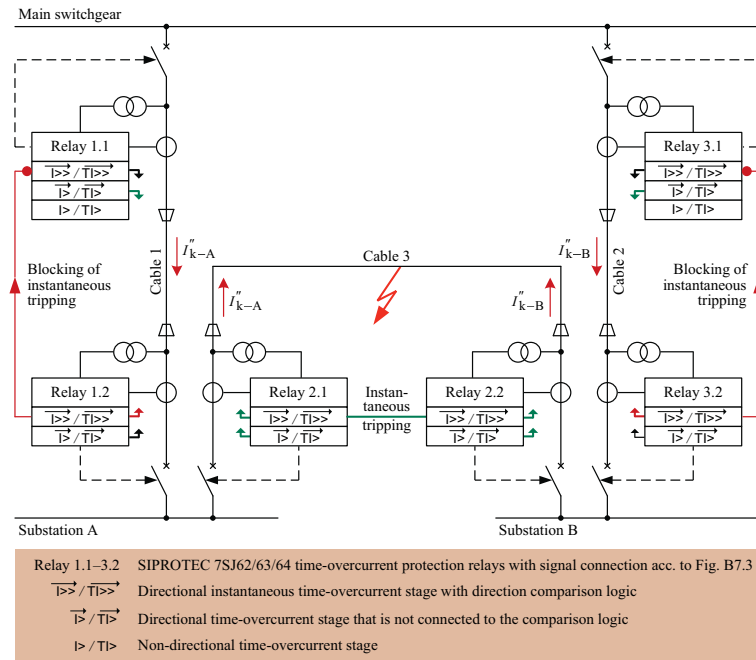 Main switchgear
Relay 1.1
I>> / TI>>
I> / TI>
I> / TI>
Relay 3.1
I>> / TI>>
I> / TI>
I> / TI>
Cable 1
I″k–A
Blocking of
instantaneous
tripping
Cable 3
I″k–A
I″k–B
I″k–B
Cable 2
Blocking of
instantaneous
tripping
Relay 1.2
I>> / TI>>
I> / TI>
Relay 2.1
I>> / TI>>
I> / TI>
Instan-
taneous
tripping
Relay 2.2
I>> / TI>>
I> / TI>
Relay 3.2
I>> / TI>>
I> / TI>
Substation A
Substation B
Relay 1.1–3.2 SIPROTEC 7SJ62/63/64 time-overcurrent protection relays with signal connection acc. to Fig. B7.3
I>> / TI>> Directional instantaneous time-overcurrent stage with direction comparison logic
I> / TI> Directional time-overcurrent stage that is not connected to the comparison logic
I> / TI> Non-directional time-overcurrent stage